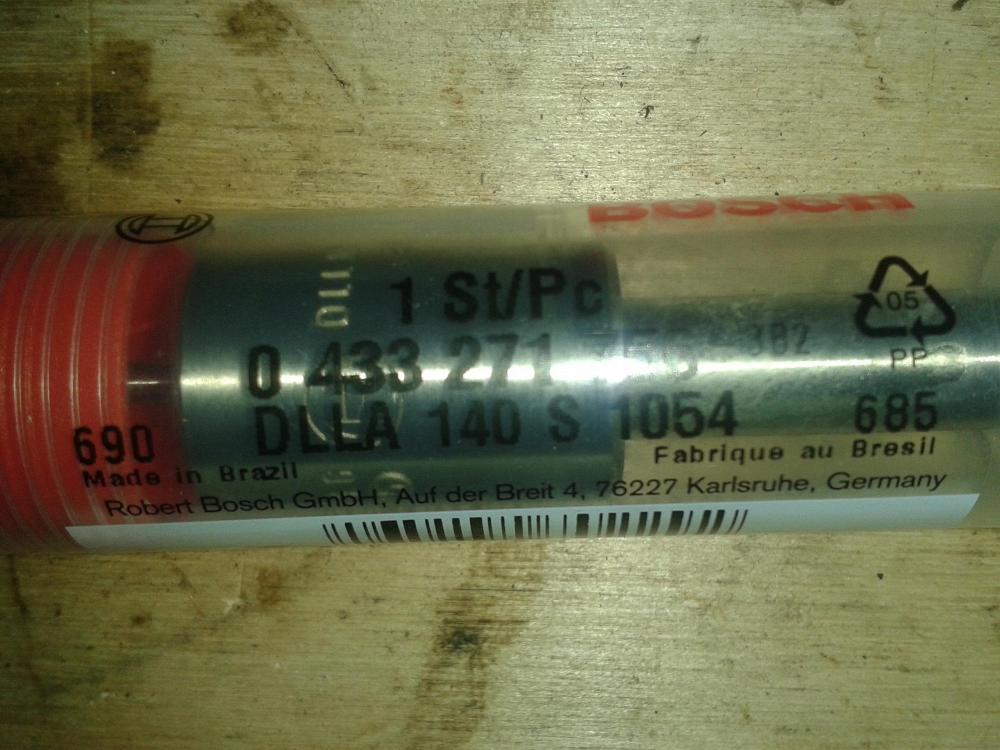 BOSCH
1 St/Pc
05
PP
0 433 271
382
DLLA 140 S 1054
690
685
Made in Brazil
Fabrique au Bresil
Robert Bosch GmbH, Auf der Breit 4, 76227 Karlsruhe, Germany